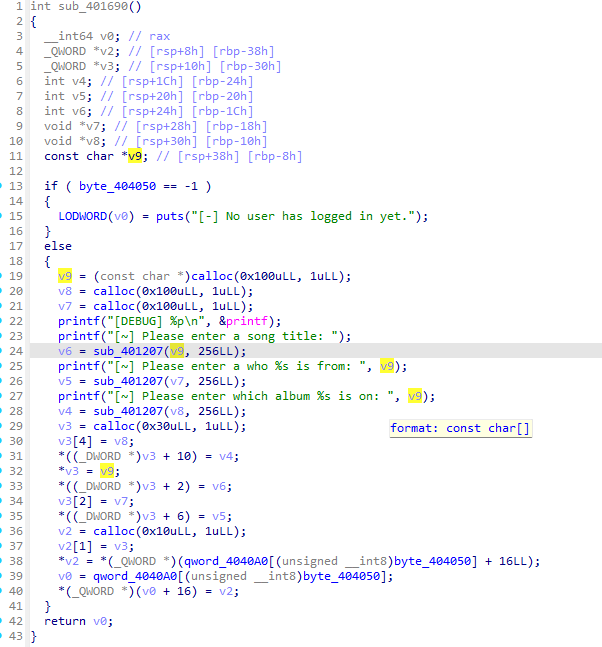 1 int sub_401690()
2 {
3 __int64 v0; // rax
4 _QWORD *v2; // [rsp+8h] [rbp-38h]
5 _QWORD *v3; // [rsp+10h] [rbp-30h]
6 int v4; // [rsp+1Ch] [rbp-24h]
7 int v5; // [rsp+20h] [rbp-20h]
8 int v6; // [rsp+24h] [rbp-1Ch]
9 void *v7; // [rsp+28h] [rbp-18h]
10 void *v8; // [rsp+30h] [rbp-10h]
11 const char *v9; // [rsp+38h] [rbp-8h]
12
13 if ( byte_404050 == -1 )
14 {
15 LODWORD(v0) = puts("[-] No user has logged in yet.");
16 }
17 else
18 {
19 v9 = (const char *)calloc(0x100uLL, 1uLL);
20 v8 = calloc(0x100uLL, 1uLL);
21 v7 = calloc(0x100uLL, 1uLL);
22 printf("[DEBUG] %p\n", &printf);
23 printf("[~] Please enter a song title: ");
24 v6 = sub_401207(v9, 256LL);
25 printf("[~] Please enter a who %s is from: ", v9);
26 v5 = sub_401207(v7, 256LL);
27 printf("[~] Please enter which album %s is on: ", v9);
28 v4 = sub_401207(v8, 256LL);
29 v3 = calloc(0x30uLL, 1uLL);
format: const char[]
30 v3[4] = v8;
31 *((_DWORD *)v3 + 10) = v4;
32 *v3 = v9;
33 *((_DWORD *)v3 + 2) = v6;
34 v3[2] = v7;
35 *((_DWORD *)v3 + 6) = v5;
36 v2 = calloc(0x10uLL, 1uLL);
37 v2[1] = v3;
38 *v2 = *(_QWORD *)(qword_4040A0[(unsigned __int8)byte_404050] + 16LL);
39 v0 = qword_4040A0[(unsigned __int8)byte_404050];
40 *(_QWORD *)(v0 + 16) = v2;
41 }
42 return v0;
43 }